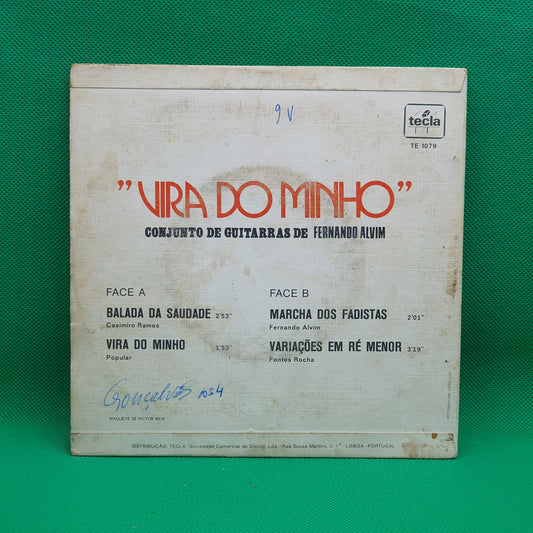 9 V
tecla
TE 1079
"VIRA DO MINHO"
CONJUNTO DE GUITARRAS DE FERNANDO ALVIM
FACE A
BALADA DA SAUDADE 2'53"
Casimiro Ramos
VIRA DO MINHO 1'53"
Popular
FACE B
MARCHA DOS FADISTAS 2'01"
Fernando Alvim
VARIAÇÕES EM RÉ MENOR 3'19"
Fontes Rocha
Gonçalves
MAQUETE DE VICTOR
DISTRIBUIÇÃO: TECLA - Sociedade Comercial de Discos, Lda. - Rua Sousa Martins, 5, 1.º - LISBOA - PORTUGAL